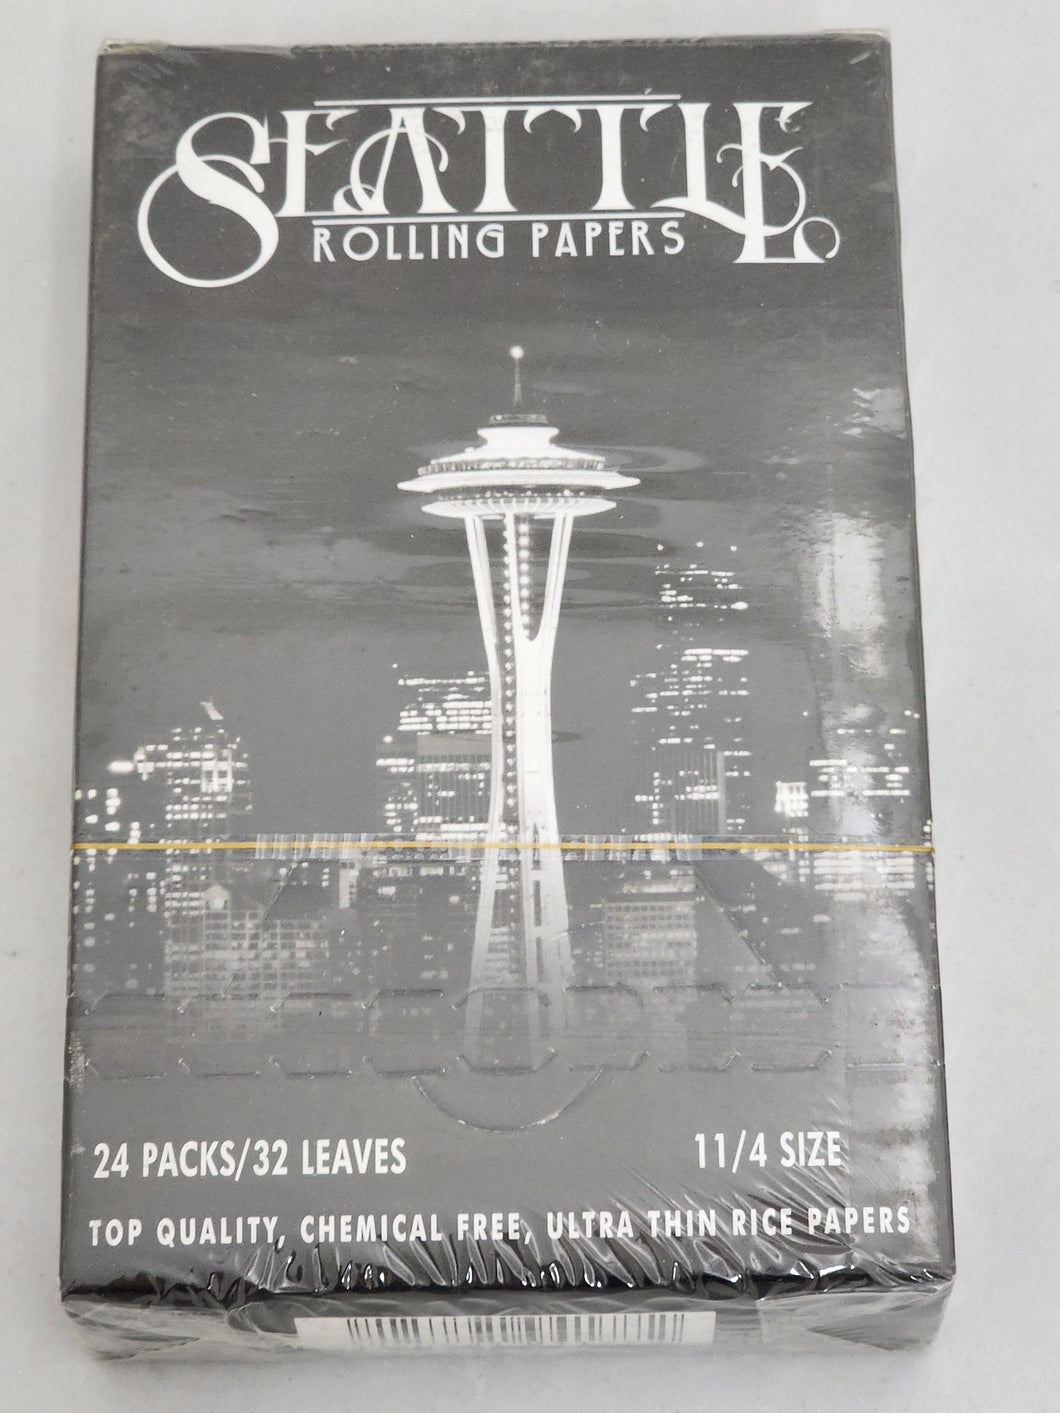 SEATTLE
ROLLING PAPERS
24 PACKS/32 LEAVES
11/4 SIZE
TOP QUALITY, CHEMICAL FREE, ULTRA THIN RICE PAPERS